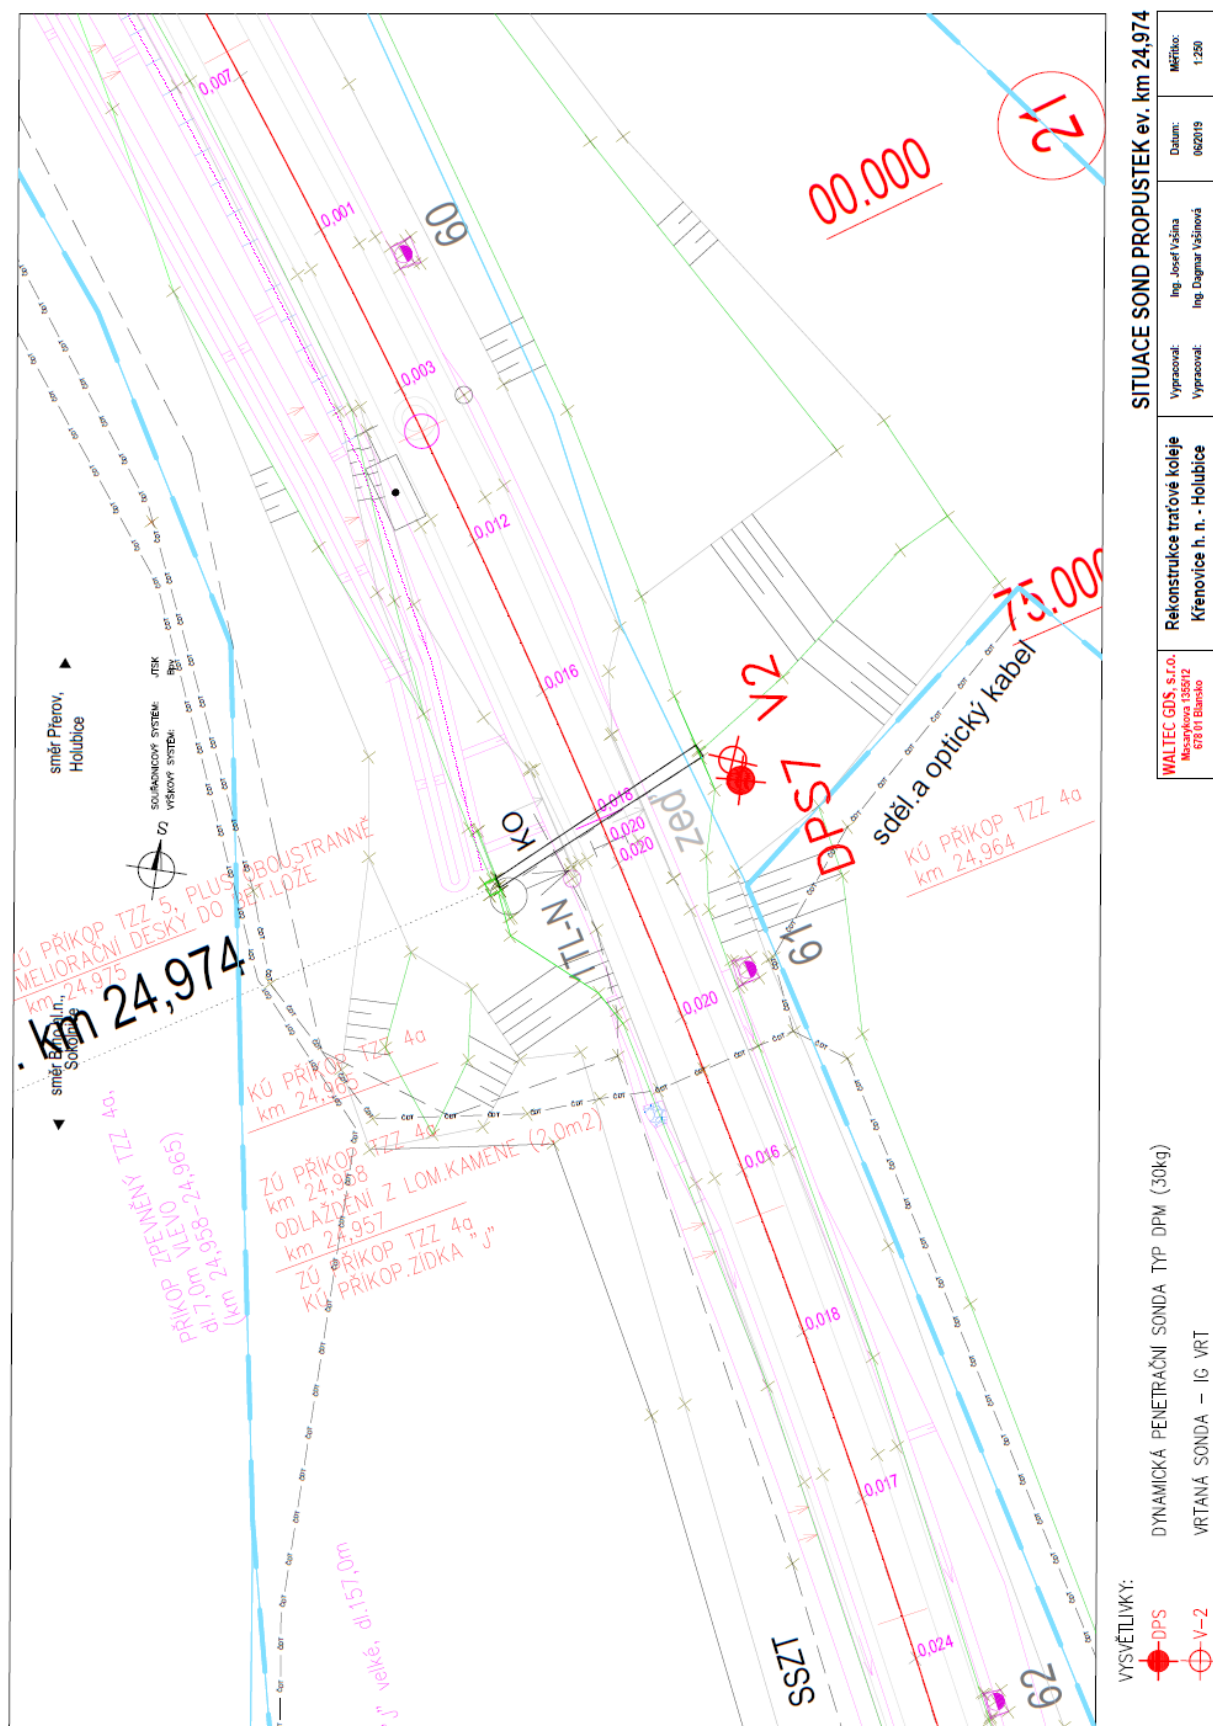 SITUACE SOND PROPUSTEK ev. km 24,974
WALTEC GDS, s.r.o.
Masarykova 1355/12
678 01 Blansko
Rekonstrukce traťové koleje
Křenovice h. n. - Holubice
Vypracoval:
Ing. Josef Vašina
Vypracoval:
Ing. Dagmar Vašinová
Datum:
06/2019
Měřítko:
1:250
směr Přerov,
Holubice
SOUŘADNICOVÝ SYSTÉM:
JTSK
VÝŠKOVÝ SYSTÉM:
Bpv
S
0,007
0,001
0,003
0,012
0,016
0,018
0,020
0,020
0,020
0,016
0,018
0,017
0,024
60
61
62
21
00.000
75.000
V2
DPS7
sděl.a optický kabel
KO
zeď
ITL-N
SSZT
KÚ PŘÍKOP TZZ 4a
km 24,964
PŘÍKOP TZZ 5, PLUS OBOUSTRANNĚ
MELIORAČNÍ DESKY DO BET.LOŽE
km 24,975
. km 24,974
směr Brno
Sokolnice
KÚ PŘÍKOP TZZ 4a
km 24,965
PŘÍKOP ZPEVNĚNÝ TZZ 4a,
dl.7,0m VLEVO
(km 24,958-24,965)
ZÚ PŘÍKOP TZZ 4a
km 24,958
ODLÁŽDĚNÍ Z LOM.KAMENE (2,0m2)
km 24,957
ZÚ PŘÍKOP TZZ 4a
KÚ PŘÍKOP.ZÍDKA "J"
"J" velké, dl.157,0m
VYSVĚTLIVKY:
DPS
DYNAMICKÁ PENETRAČNÍ SONDA TYP DPM (30kg)
V-2
VRTANÁ SONDA – IG VRT